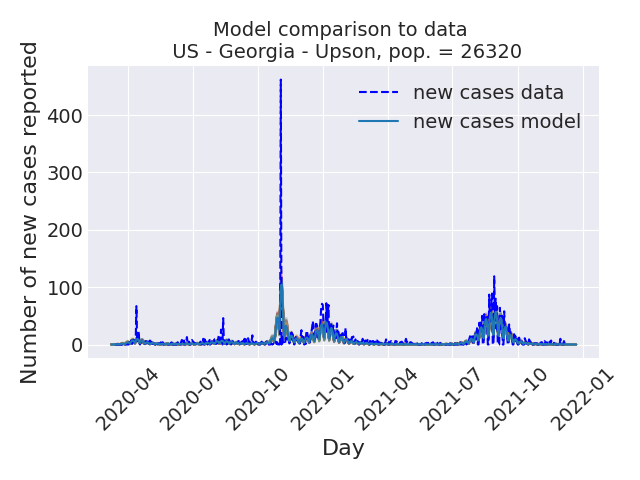 Model comparison to data
US - Georgia - Upson, pop. = 26320
Number of new cases reported
400
300
200
100
0
new cases data
new cases model
2020-04
2020-07
2020-10
2021-01
2021-04
2021-07
2021-10
2022-01
Day